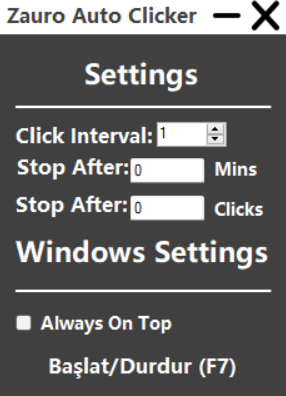 Zauro Auto Clicker
Settings
Click Interval: 1
Stop After: 0 Mins
Stop After: 0 Clicks
Windows Settings
Always On Top
Başlat/Durdur (F7)